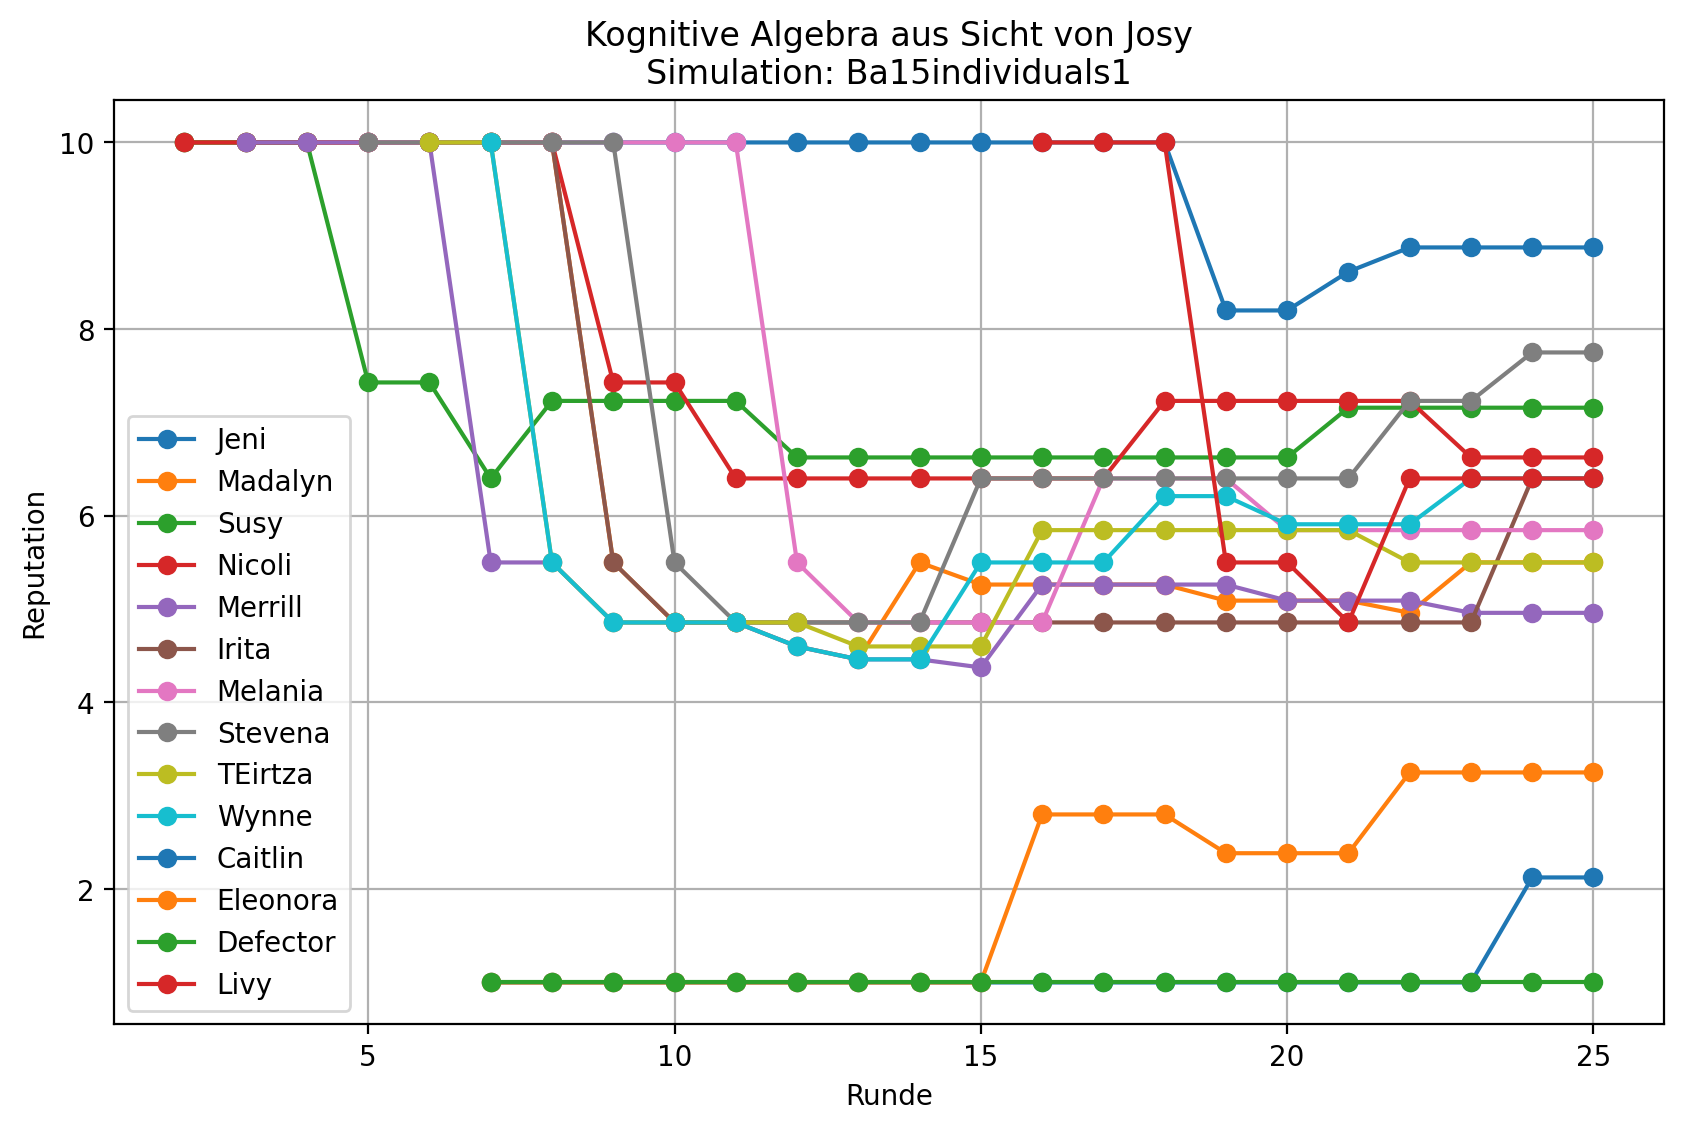 Kognitive Algebra aus Sicht von Josy
Simulation: Ba15individuals1
Reputation
10
8
6
4
2
Jeni
Madalyn
Susy
Nicoli
Merrill
Irita
Melania
Stevena
TEirtza
Wynne
Caitlin
Eleonora
Defector
Livy
5
10
15
20
25
Runde